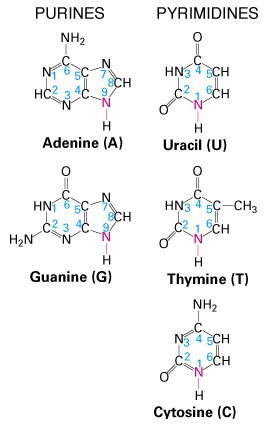 PURINES
PYRIMIDINES
NH2
N 1 6 5 N 7
HC 2 N 3 4 9 N 8 CH
H
Adenine (A)
O
HN 3 4 5 CH
O 2 1 N 6 CH
H
Uracil (U)
O
HN 1 6 5 N 7
H2N 2 N 3 4 9 N 8 CH
H
Guanine (G)
O
HN 3 4 5 CH3
O 2 1 N 6 CH
H
Thymine (T)
NH2
N 3 4 5 CH
O 2 1 N 6 CH
H
Cytosine (C)